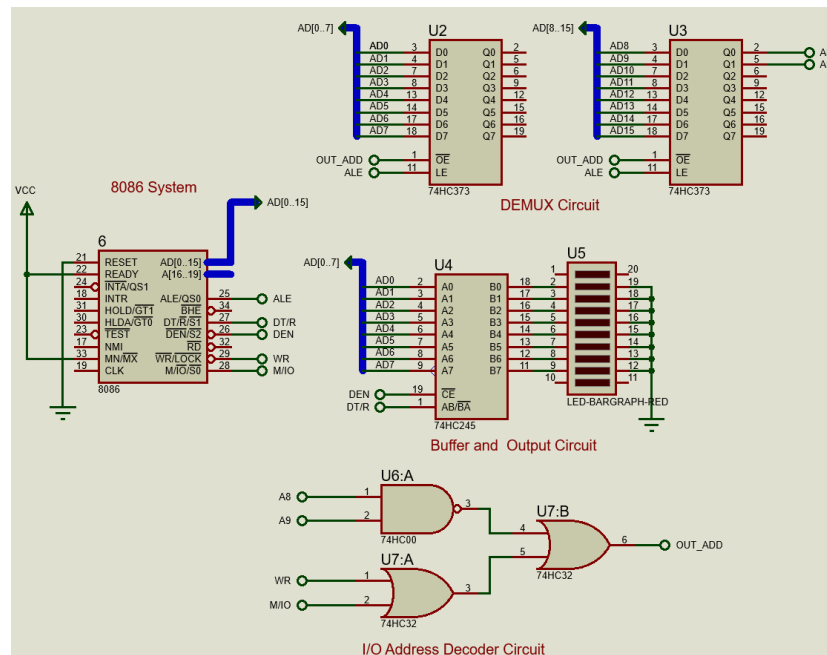 AD[0..7]
U2
AD0 3 D0 Q0 2
AD1 4 D1 Q1 5
AD2 7 D2 Q2 6
AD3 8 D3 Q3 9
AD4 13 D4 Q4 12
AD5 14 D5 Q5 15
AD6 17 D6 Q6 16
AD7 18 D7 Q7 19
OUT_ADD 1 OE
ALE 11 LE
74HC373
AD[8..15]
U3
AD8 3 D0 Q0 2
AD9 4 D1 Q1 5
AD10 7 D2 Q2 6
AD11 8 D3 Q3 9
AD12 13 D4 Q4 12
AD13 14 D5 Q5 15
AD14 17 D6 Q6 16
AD15 18 D7 Q7 19
OUT_ADD 1 OE
ALE 11 LE
74HC373
DEMUX Circuit
8086 System
VCC
AD[0..15]
6
21 RESET AD[0..15]
22 READY A[16..19]
24 INTA/QS1
18 INTR ALE/QS0 25 ALE
31 HOLD/GT1 BHE 34
30 HLDA/GT0 DT/R/S1 27 DT/R
23 TEST DEN/S2 26 DEN
17 NMI RD 32
33 MN/MX WR/LOCK 29 WR
19 CLK M/IO/S0 28 M/IO
8086
AD[0..7]
U4
AD0 2 A0 B0 18
AD1 3 A1 B1 17
AD2 4 A2 B2 16
AD3 5 A3 B3 15
AD4 6 A4 B4 14
AD5 7 A5 B5 13
AD6 8 A6 B6 12
AD7 9 A7 B7 11
DEN 19 CE
DT/R 1 AB/BA
74HC245
U5
1 20
2 19
3 18
4 17
5 16
6 15
7 14
8 13
9 12
10 11
LED-BARGRAPH-RED
Buffer and Output Circuit
U6:A
A8 1
3
A9 2
74HC00
U7:A
WR 1
3
M/IO 2
74HC32
U7:B
4
6 OUT_ADD
5
74HC32
I/O Address Decoder Circuit